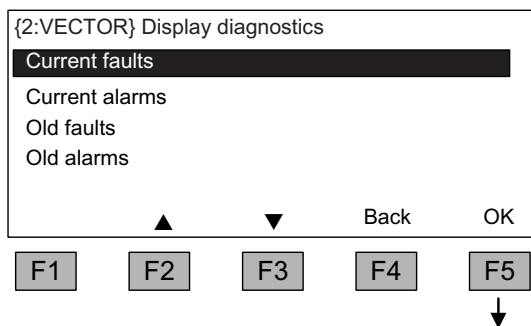 {2:VECTOR} Display diagnostics
Current faults
Current alarms
Old faults
Old alarms
Back OK
F1 F2 F3 F4 F5